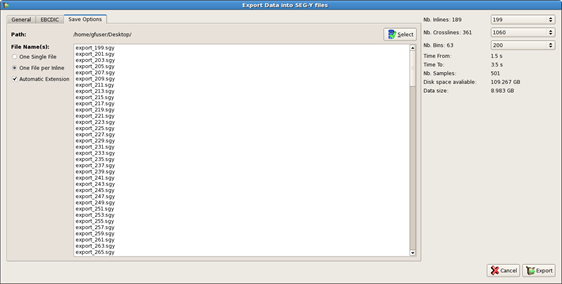 Export Data into SEG-Y files
General EBCDIC Save Options
Path: /home/gfuser/Desktop/ Select
File Name(s):
One Single File
One File per Inline
Automatic Extension
export_199.sgy
export_201.sgy
export_203.sgy
export_205.sgy
export_207.sgy
export_209.sgy
export_211.sgy
export_213.sgy
export_215.sgy
export_217.sgy
export_219.sgy
export_221.sgy
export_223.sgy
export_225.sgy
export_227.sgy
export_229.sgy
export_231.sgy
export_233.sgy
export_235.sgy
export_237.sgy
export_239.sgy
export_241.sgy
export_243.sgy
export_245.sgy
export_247.sgy
export_249.sgy
export_251.sgy
export_253.sgy
export_255.sgy
export_257.sgy
export_259.sgy
export_261.sgy
export_263.sgy
export_265.sgy
Nb. Inlines: 189 199
Nb. Crosslines: 361 1060
Nb. Bins: 63 200
Time From: 1.5 s
Time To: 3.5 s
Nb. Samples: 501
Disk space available: 109.267 GB
Data size: 8.983 GB
Cancel Export